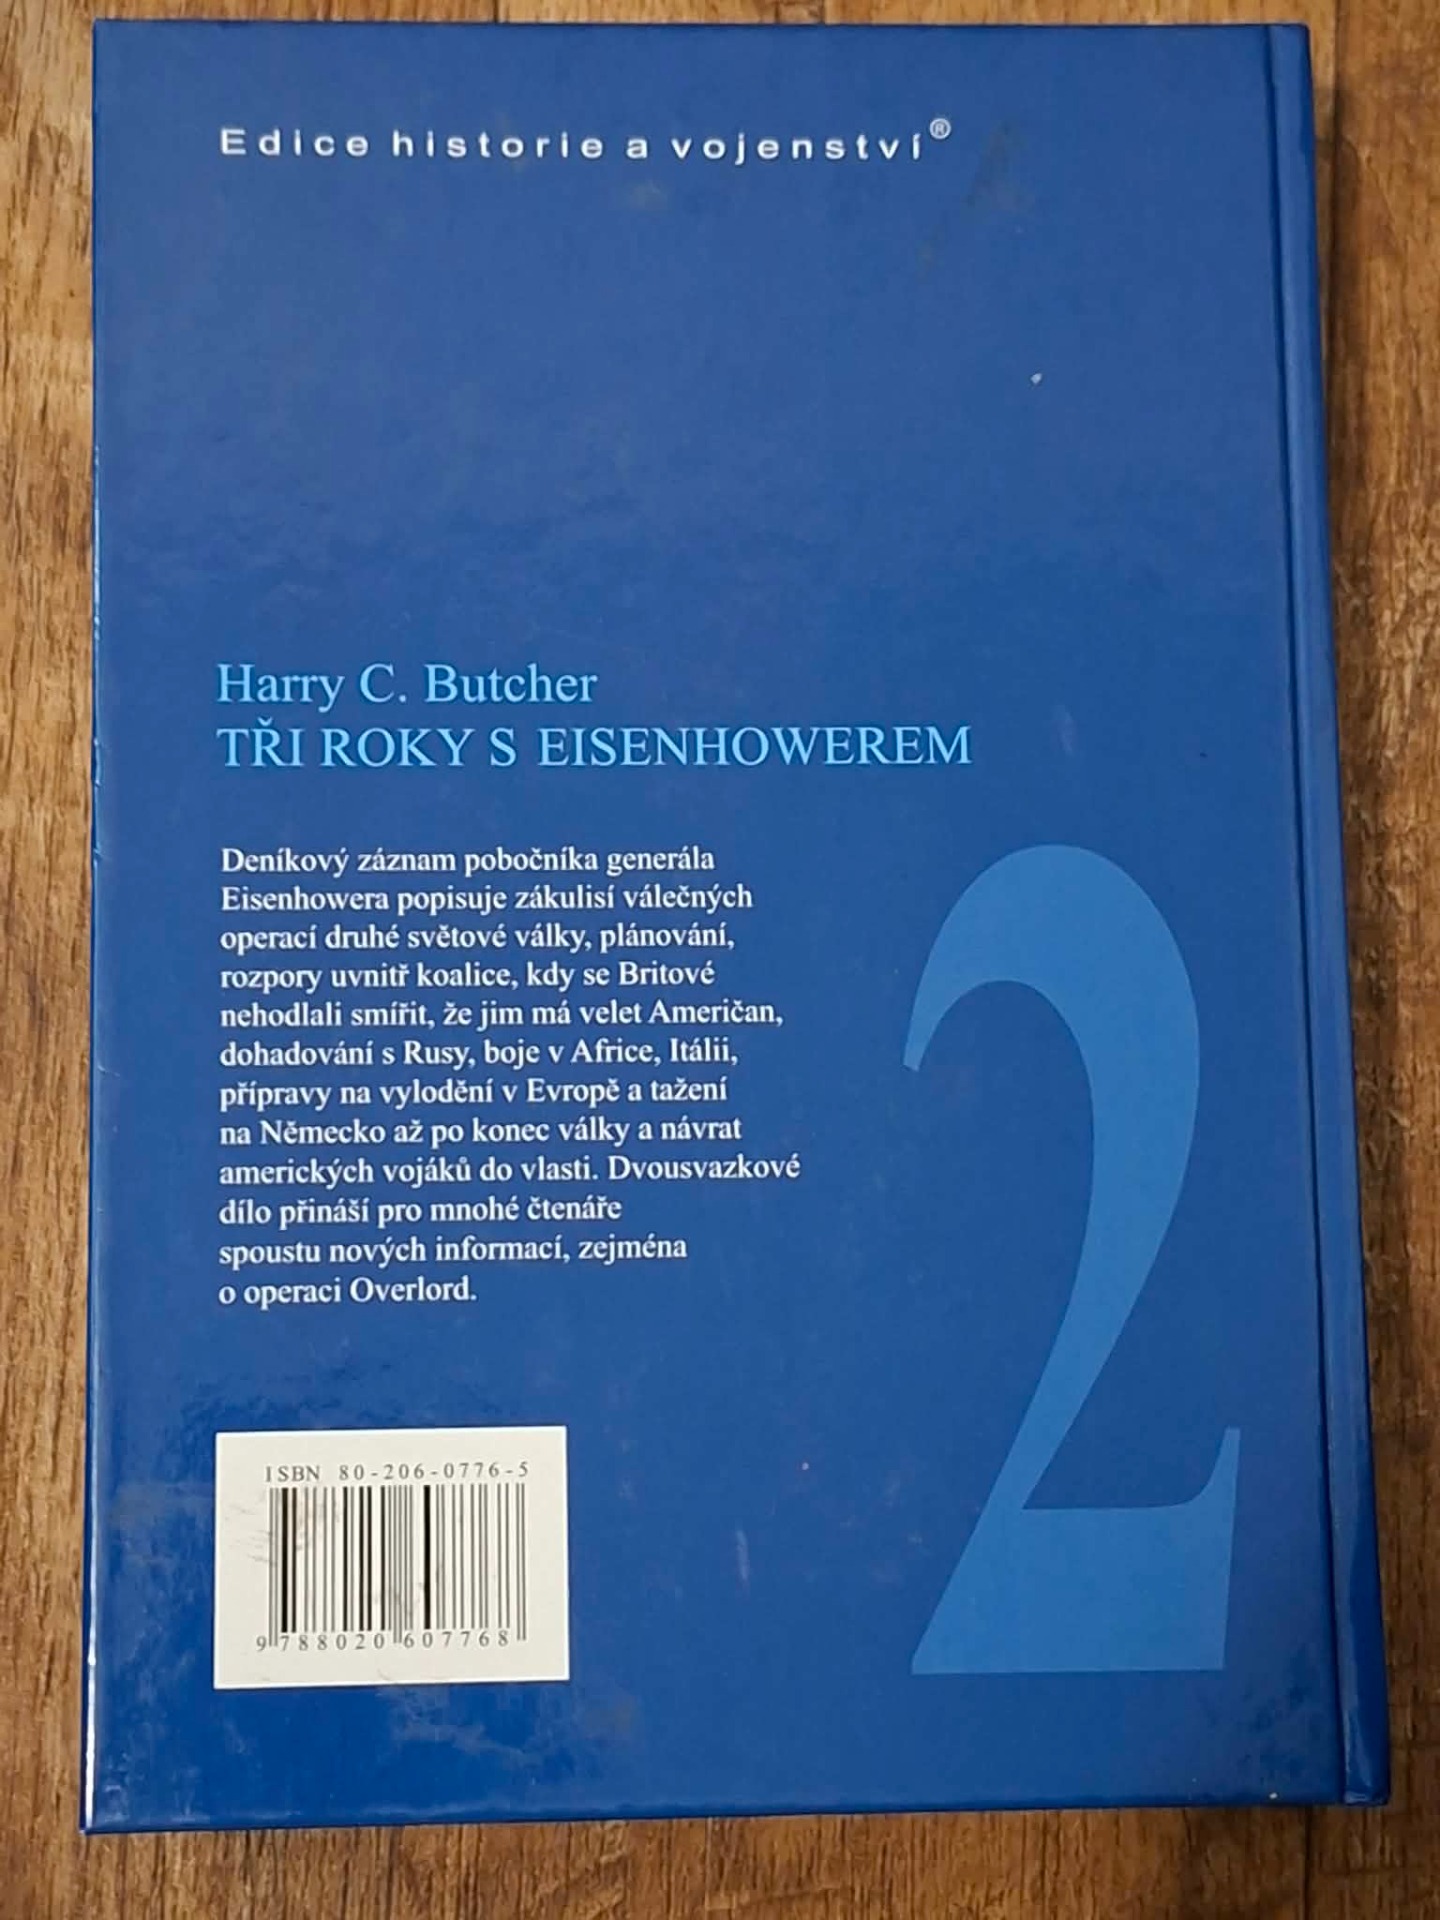 Edice historie a vojenství®
Harry C. Butcher
TŘI ROKY S EISENHOWEREM
Deníkový záznam pobočníka generála
Eisenhowera popisuje zákulisí válečných
operací druhé světové války, plánování,
rozpory uvnitř koalice, kdy se Britové
nehodlali smířit, že jim má velet Američan,
dohadování s Rusy, boje v Africe, Itálii,
přípravy na vylodění v Evropě a tažení
na Německo až po konec války a návrat
amerických vojáků do vlasti. Dvousvazkové
dílo přináší pro mnohé čtenáře
spoustu nových informací, zejména
o operaci Overlord.
2
ISBN 80-206-0776-5
9 788020 607768